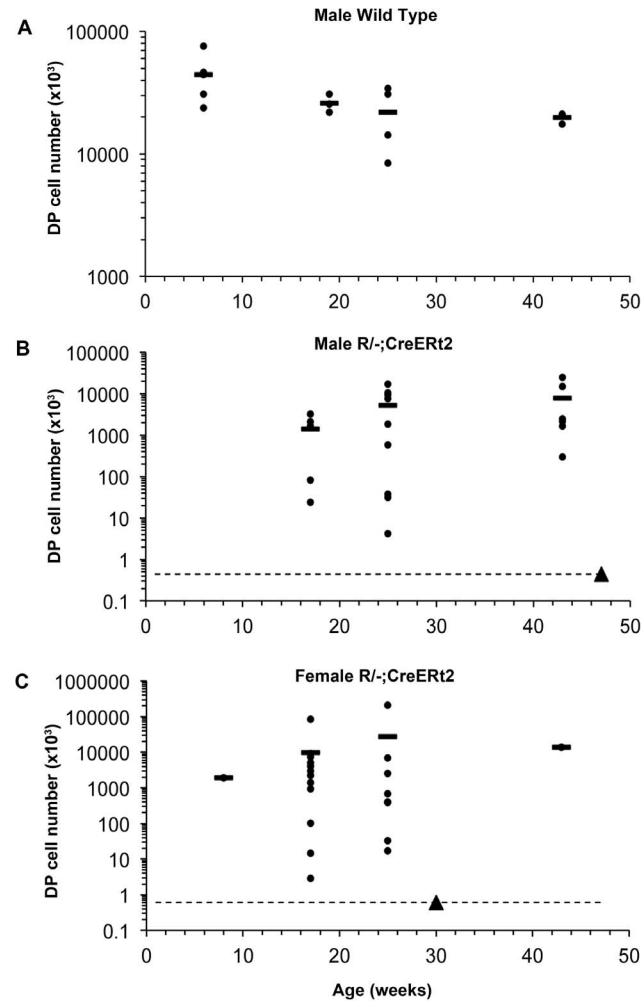 A
Male Wild Type
DP cell number (x10³)
100000
10000
1000
0 10 20 30 40 50
B
Male R/-;CreERt2
DP cell number (x10³)
100000
10000
1000
100
10
1
0.1
0 10 20 30 40 50
C
Female R/-;CreERt2
DP cell number (x10³)
1000000
100000
10000
1000
100
10
1
0.1
0 10 20 30 40 50
Age (weeks)